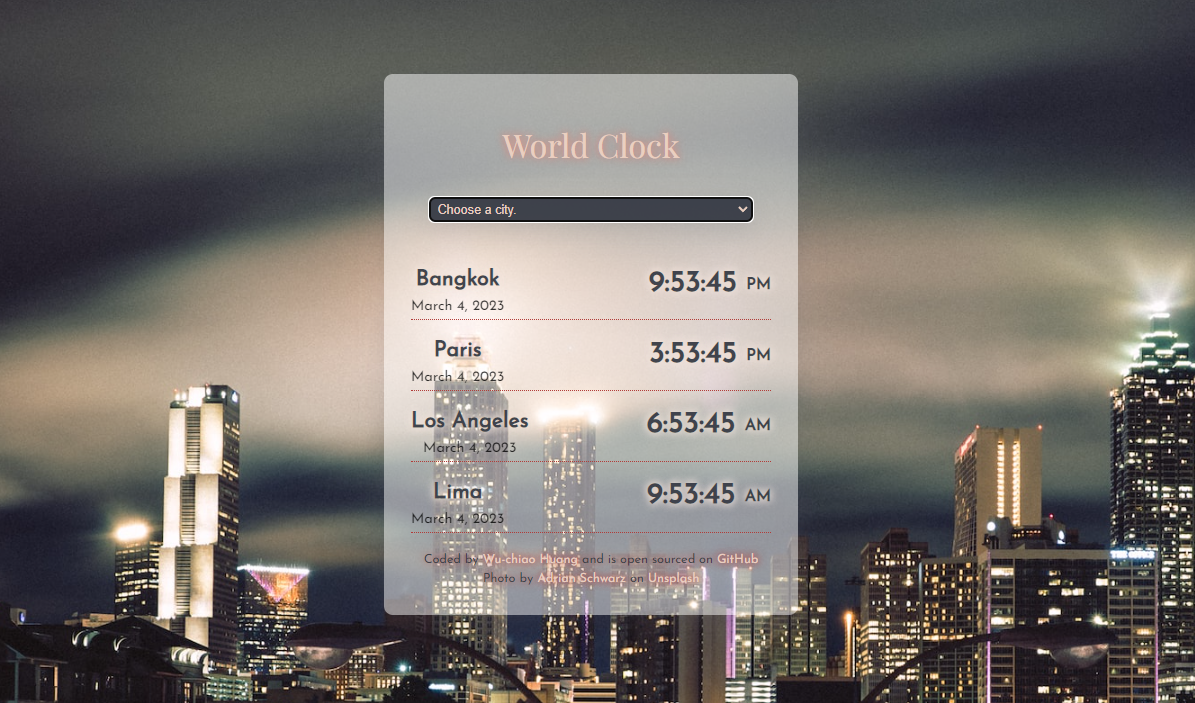 World Clock
Choose a city.
Bangkok 9:53:45 PM
March 4, 2023
Paris 3:53:45 PM
March 4, 2023
Los Angeles 6:53:45 AM
March 4, 2023
Lima 9:53:45 AM
March 4, 2023
Coded by Wu-chiao Huang and is open sourced on GitHub
Photo by Adrian Schwarz on Unsplash